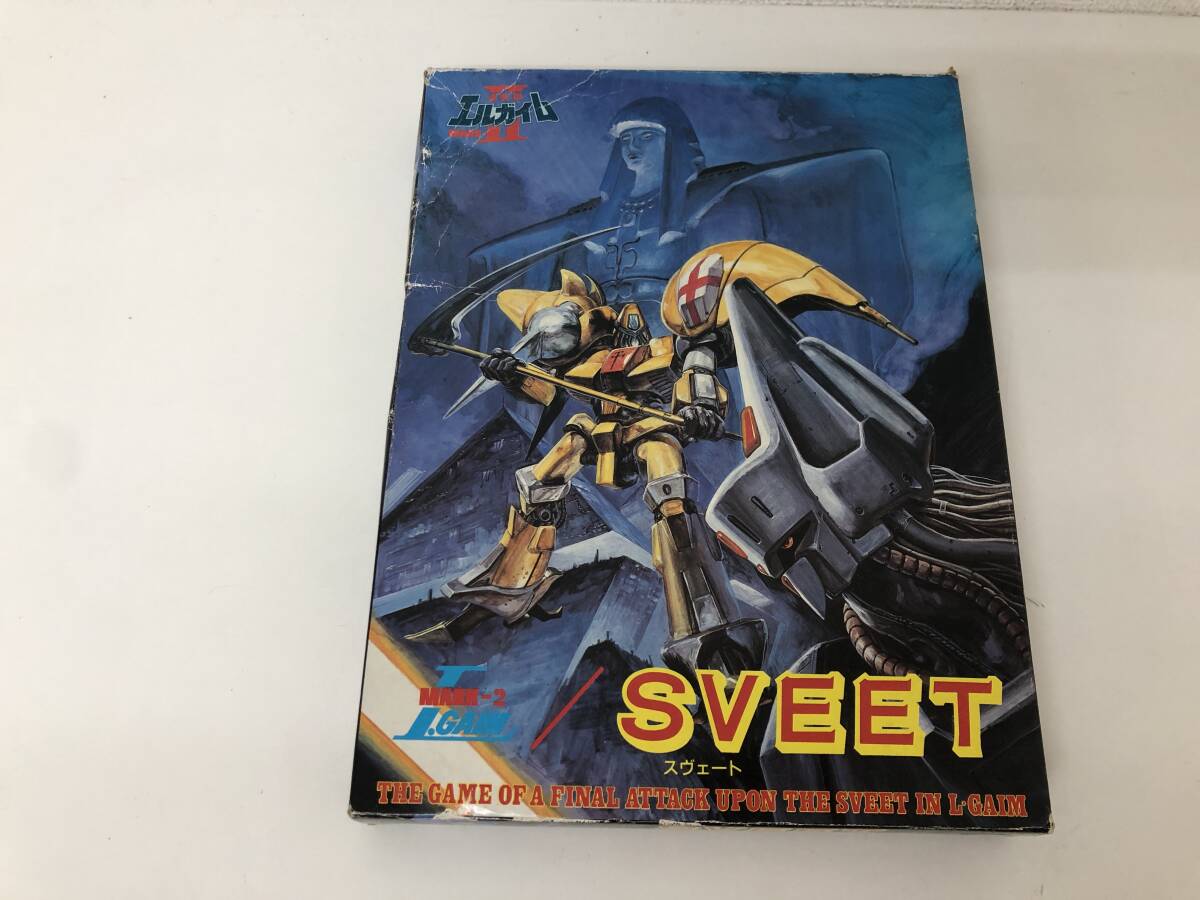 エルガイム
II
MARK-2
L.GAIM
/
SVEET
スヴェート
THE GAME OF A FINAL ATTACK UPON THE SVEET IN L·GAIM